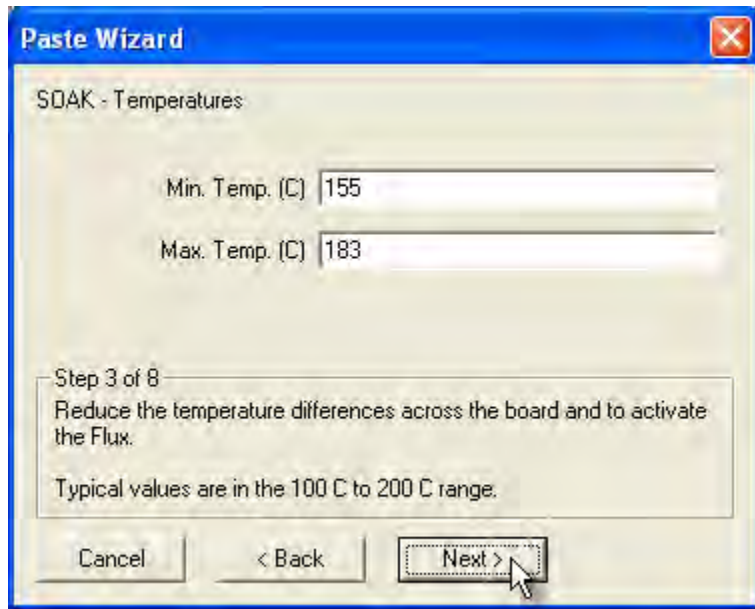 Paste Wizard
SOAK - Temperatures
Min. Temp. (C) 155
Max. Temp. (C) 183
Step 3 of 8
Reduce the temperature differences across the board and to activate
the Flux.
Typical values are in the 100 C to 200 C range.
Cancel < Back Next >